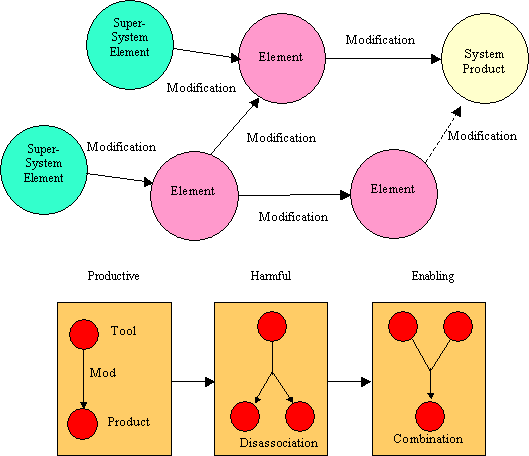 Super-
System
Element
Modification
Element
System
Product
Modification
Modification
Modification
Modification
Super-
System
Element
Element
Element
Modification
Productive
Harmful
Enabling
Tool
Mod
Product
Disassociation
Combination